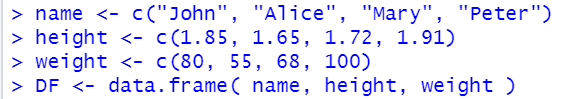 > name <- c("John", "Alice", "Mary", "Peter")
> height <- c(1.85, 1.65, 1.72, 1.91)
> weight <- c(80, 55, 68, 100)
> DF <- data.frame( name, height, weight )